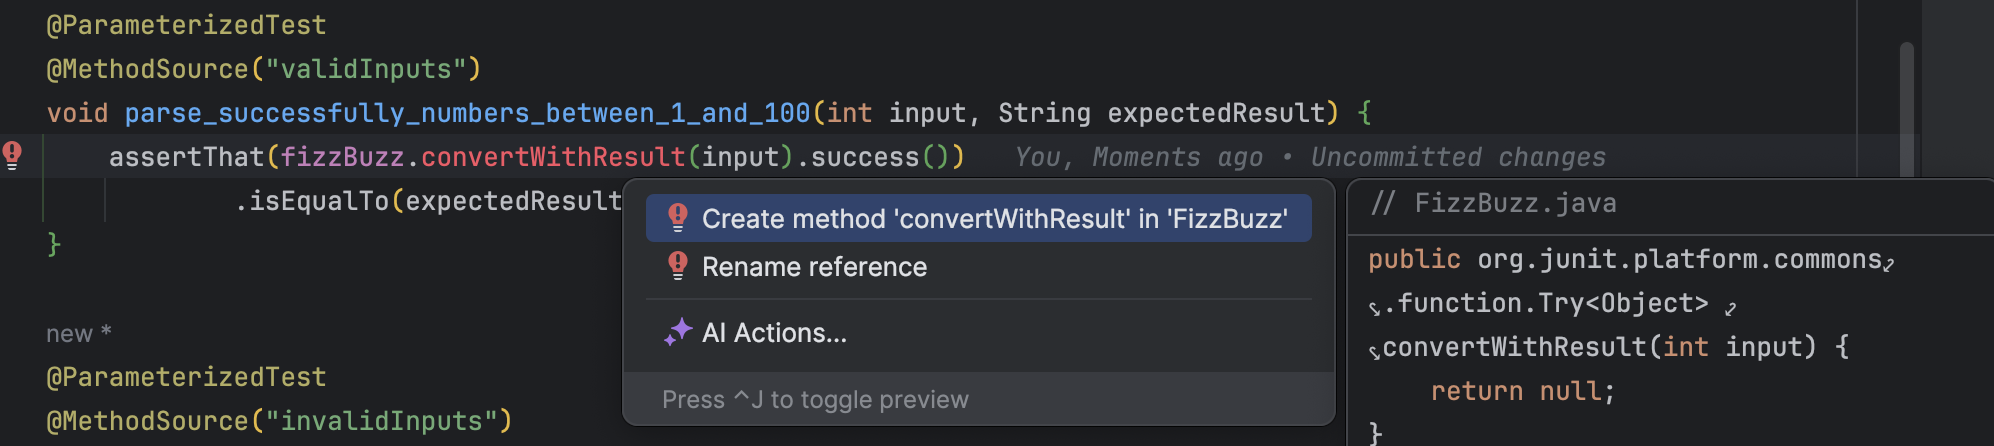 @ParameterizedTest
@MethodSource("validInputs")
void parse_successfully_numbers_between_1_and_100(int input, String expectedResult) {
assertThat(fizzBuzz.convertWithResult(input).success()) You, Moments ago • Uncommitted changes
.isEqualTo(expectedResult
}
new *
@ParameterizedTest
@MethodSource("invalidInputs")
Create method 'convertWithResult' in 'FizzBuzz'
Rename reference
AI Actions...
Press ^J to toggle preview
// FizzBuzz.java
public org.junit.platform.commons
.function.Try<Object>
convertWithResult(int input) {
return null;
}